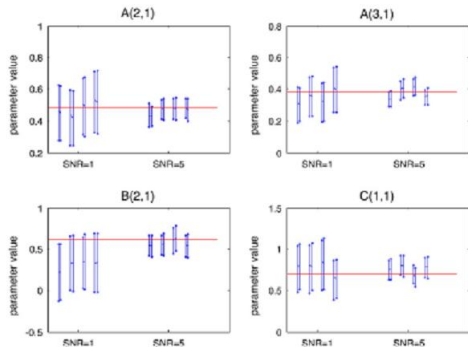 A(2,1)
A(3,1)
parameter value
1
0.8
0.6
0.4
0.2
SNR=1
SNR=5
parameter value
0.8
0.6
0.4
0.2
0
SNR=1
SNR=5
B(2,1)
C(1,1)
parameter value
1
0.5
0
-0.5
SNR=1
SNR=5
parameter value
1.5
1
0.5
0
SNR=1
SNR=5